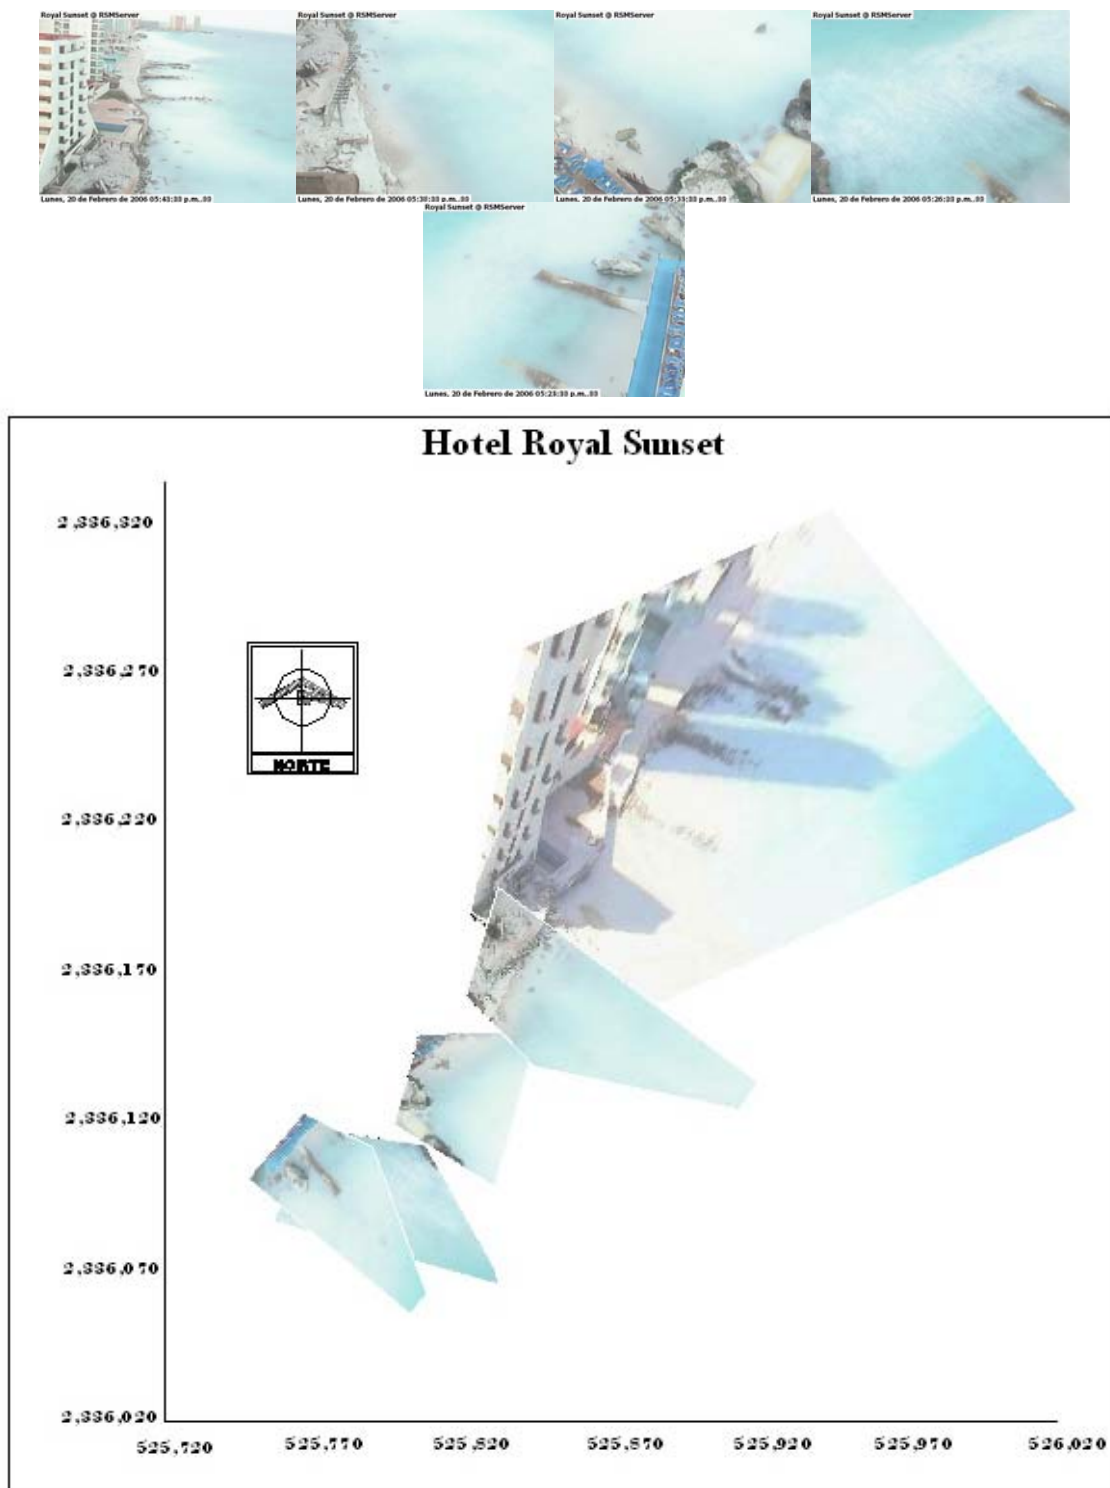 Royal Sunset @ RSMServer
Royal Sunset @ RSMServer
Royal Sunset @ RSMServer
Royal Sunset @ RSMServer
Lunes, 20 de Febrero de 2006 p.m.
Lunes, 20 de Febrero de 2006 p.m.
Lunes, 20 de Febrero de 2006 p.m.
Lunes, 20 de Febrero de 2006 p.m.
Royal Sunset @ RSMServer
Lunes, 20 de Febrero de 2006 p.m.
Hotel Royal Sunset
2,336,320
2,336,270
NORTE
2,336,220
2,336,170
2,336,120
2,336,070
2,336,020
525,720 525,770 525,820 525,870 525,920 525,970 526,020